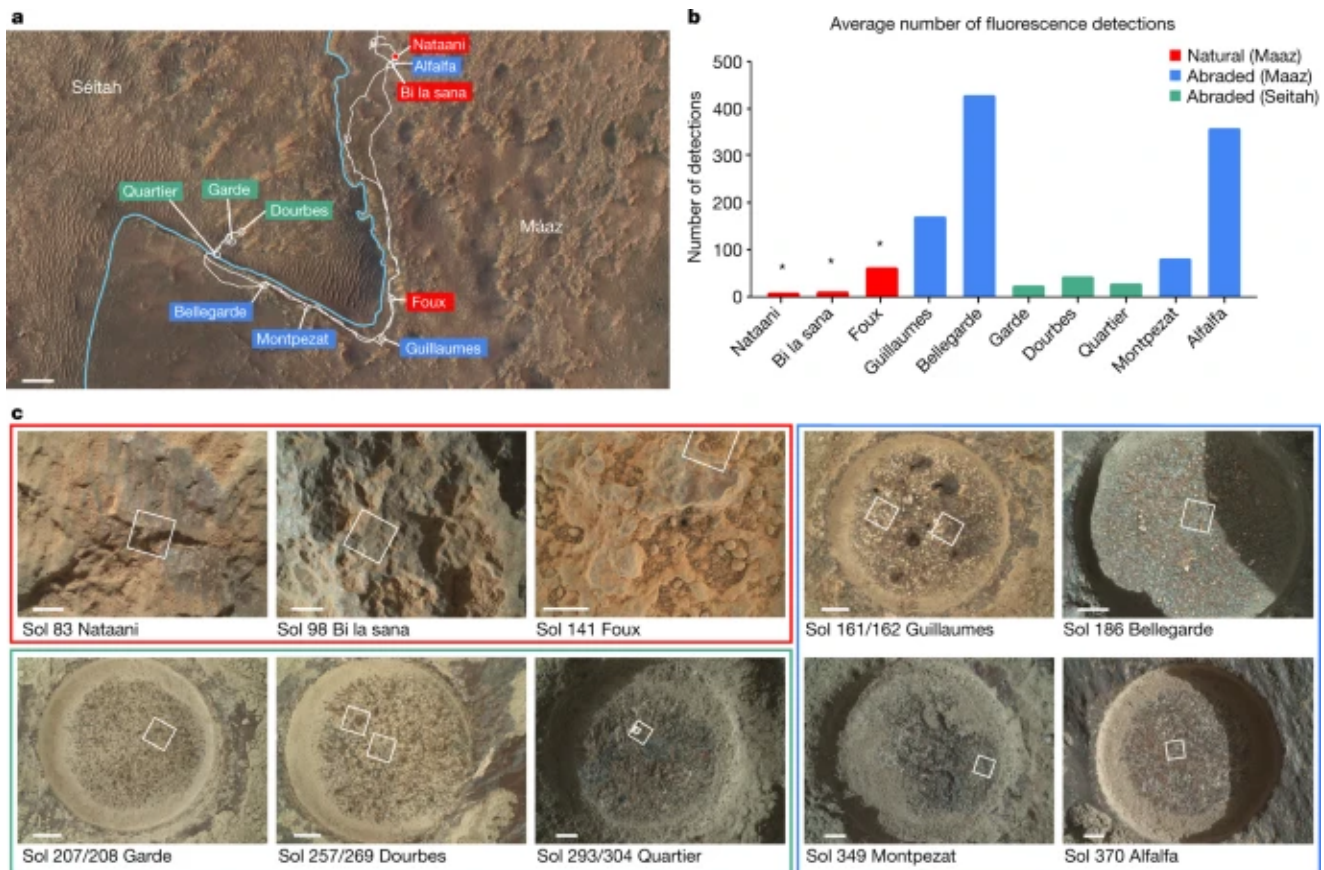 a
Nataani
Alfalfa
Bi la sana
Séítah
Quartier
Garde
Dourbes
Máaz
Foux
Bellegarde
Montpezat
Guillaumes
b
Average number of fluorescence detections
Natural (Maaz)
Abraded (Maaz)
Abraded (Seitah)
Number of detections
500
400
300
200
100
0
* * *
Nataani
Bi la sana
Foux
Guillaumes
Bellegarde
Garde
Dourbes
Quartier
Montpezat
Alfalfa
c
Sol 83 Nataani
Sol 98 Bi la sana
Sol 141 Foux
Sol 161/162 Guillaumes
Sol 186 Bellegarde
Sol 207/208 Garde
Sol 257/269 Dourbes
Sol 293/304 Quartier
Sol 349 Montpezat
Sol 370 Alfalfa